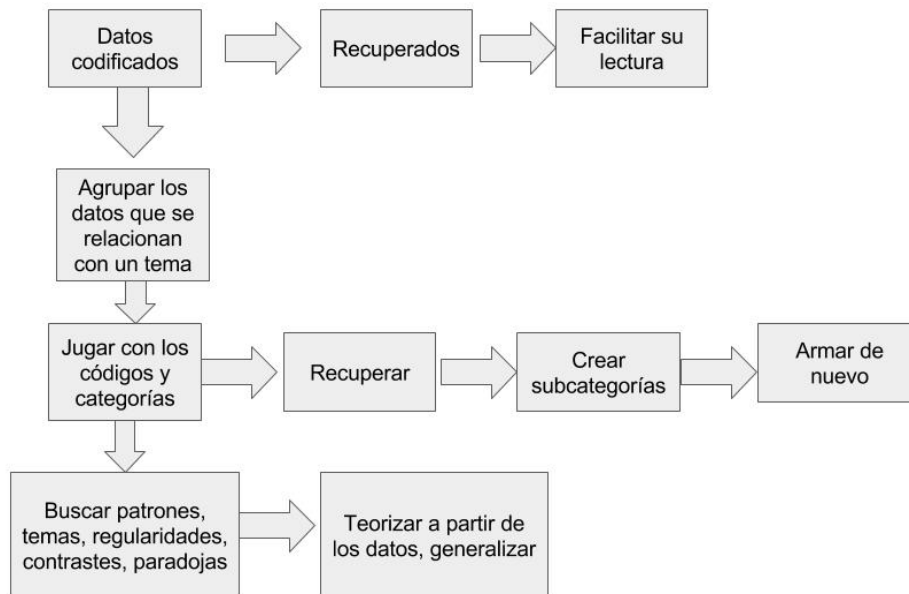 Datos
codificados
Recuperados
Facilitar su
lectura
Agrupar los
datos que se
relacionan
con un tema
Jugar con los
códigos y
categorías
Recuperar
Crear
subcategorías
Armar de
nuevo
Buscar patrones,
temas, regularidades,
contrastes, paradojas
Teorizar a partir de
los datos, generalizar